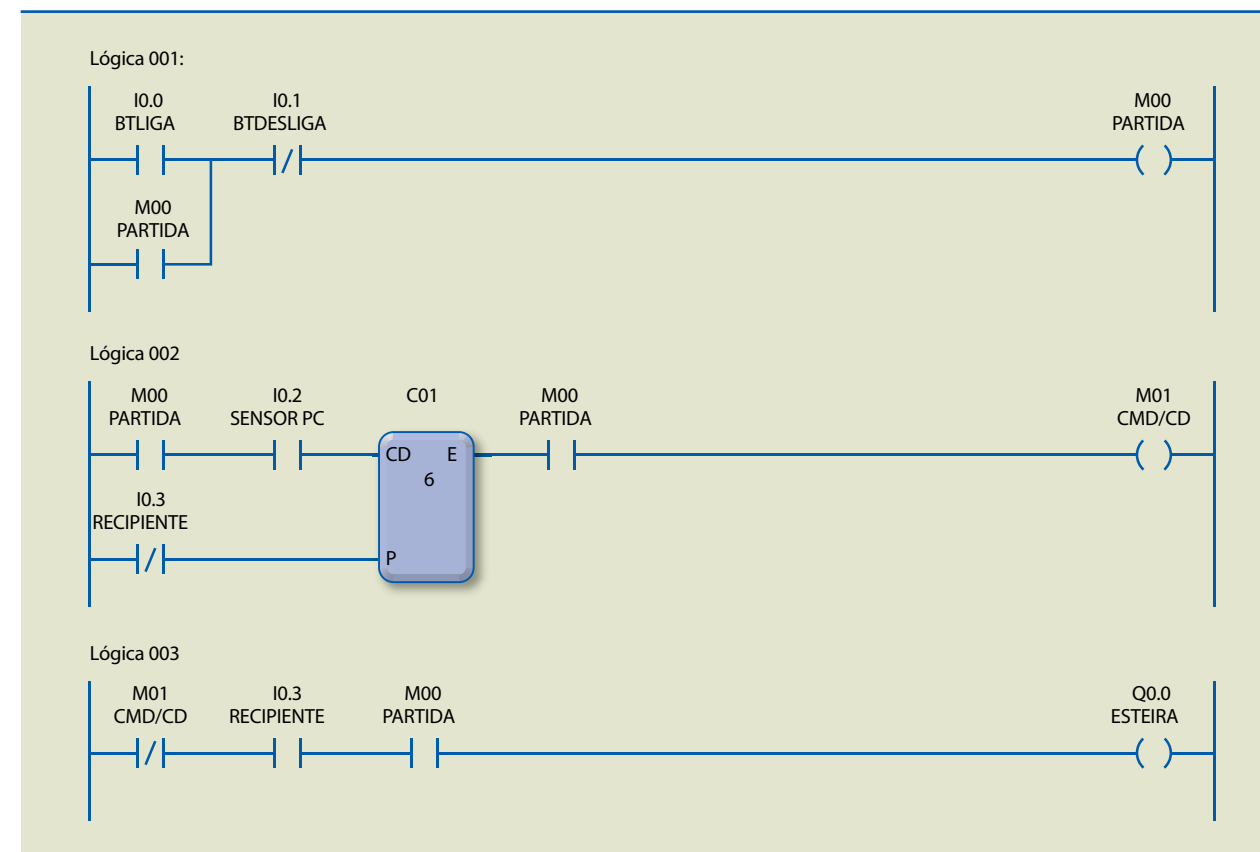 Lógica 001:
I0.0 I0.1 M00
BTLIGA BTDESLIGA PARTIDA
M00
PARTIDA
Lógica 002
M00 I0.2 C01 M00 M01
PARTIDA SENSOR PC PARTIDA CMD/CD
CD E
6
I0.3
RECIPIENTE
P
Lógica 003
M01 I0.3 M00 Q0.0
CMD/CD RECIPIENTE PARTIDA ESTEIRA